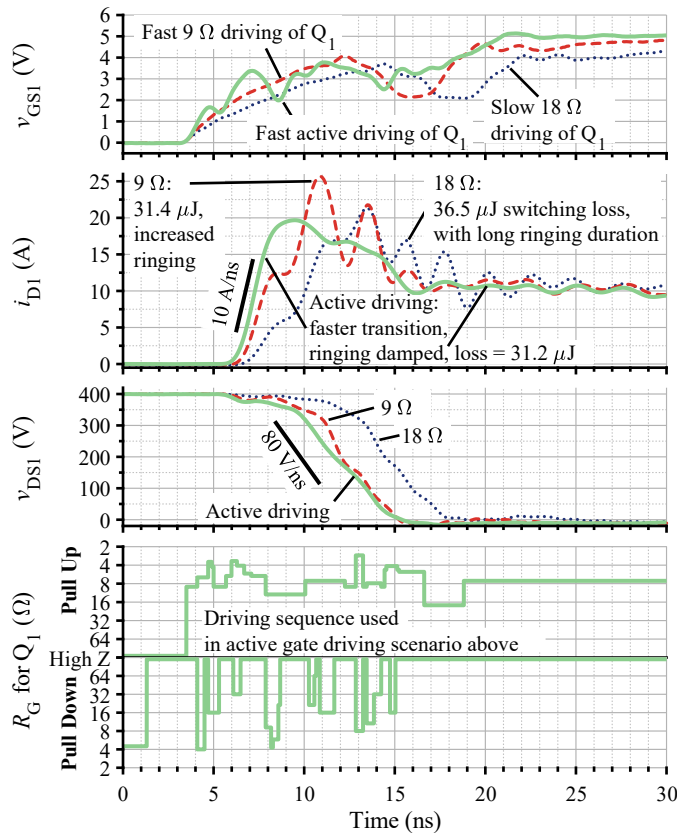 v_GS1 (V)
6
5
4
3
2
1
0
Fast 9 Ω driving of Q_1
Fast active driving of Q_1
Slow 18 Ω
driving of Q_1
i_D1 (A)
25
20
15
10
5
0
9 Ω:
31.4 μJ,
increased
ringing
18 Ω:
36.5 μJ switching loss,
with long ringing duration
10 A/ns
Active driving:
faster transition,
ringing damped, loss = 31.2 μJ
v_DS1 (V)
400
300
200
100
0
9 Ω
18 Ω
80 V/ns
Active driving
R_G for Q_1 (Ω)
Pull Up
Pull Down
2
4
8
16
32
64
High Z
64
32
16
8
4
2
Driving sequence used
in active gate driving scenario above
0 5 10 15 20 25 30
Time (ns)